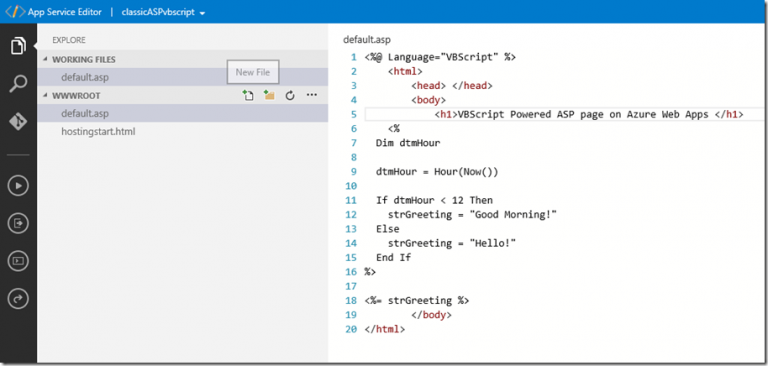 App Service Editor | classicASPvbscript
EXPLORE
WORKING FILES
default.asp
New File
WWWROOT
default.asp
hostingstart.html
default.asp
1 <%@ Language="VBScript" %>
2 <html>
3 <head> </head>
4 <body>
5 <h1>VBScript Powered ASP page on Azure Web Apps </h1>
6 <%
7 Dim dtmHour
8
9 dtmHour = Hour(Now())
10
11 If dtmHour < 12 Then
12 strGreeting = "Good Morning!"
13 Else
14 strGreeting = "Hello!"
15 End If
16 %>
17
18 <%= strGreeting %>
19 </body>
20 </html>